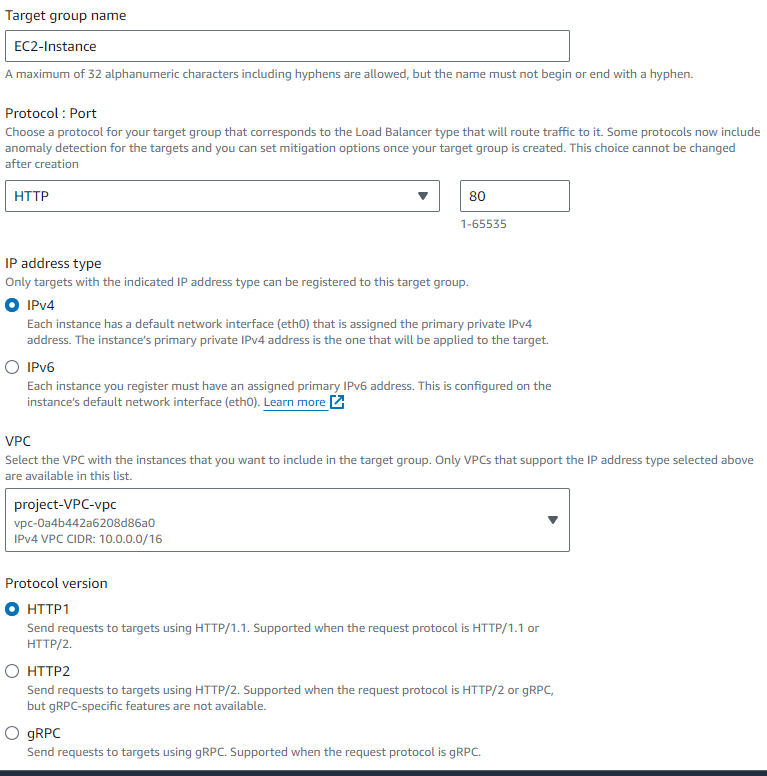 Target group name
EC2-Instance
A maximum of 32 alphanumeric characters including hyphens are allowed, but the name must not begin or end with a hyphen.
Protocol : Port
Choose a protocol for your target group that corresponds to the Load Balancer type that will route traffic to it. Some protocols now include
anomaly detection for the targets and you can set mitigation options once your target group is created. This choice cannot be changed
after creation
HTTP
80
1-65535
IP address type
Only targets with the indicated IP address type can be registered to this target group.
IPv4
Each instance has a default network interface (eth0) that is assigned the primary private IPv4
address. The instance's primary private IPv4 address is the one that will be applied to the target.
IPv6
Each instance you register must have an assigned primary IPv6 address. This is configured on the
instance's default network interface (eth0). Learn more
VPC
Select the VPC with the instances that you want to include in the target group. Only VPCs that support the IP address type selected above
are available in this list.
project-VPC-vpc
vpc-0a4b442a6208d86a0
IPv4 VPC CIDR: 10.0.0.0/16
Protocol version
HTTP1
Send requests to targets using HTTP/1.1. Supported when the request protocol is HTTP/1.1 or
HTTP/2.
HTTP2
Send requests to targets using HTTP/2. Supported when the request protocol is HTTP/2 or gRPC,
but gRPC-specific features are not available.
gRPC
Send requests to targets using gRPC. Supported when the request protocol is gRPC.